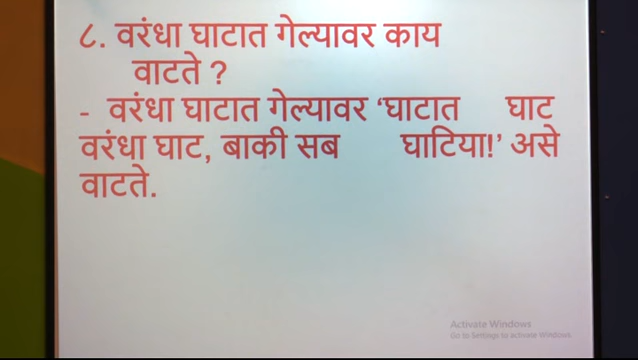 ८. वरंधा घाटात गेल्यावर काय
वाटते ?
- वरंधा घाटात गेल्यावर ‘घाटात घाट
वरंधा घाट, बाकी सब घाटिया!’ असे
वाटते.
Activate Windows
Go to Settings to activate Windows.